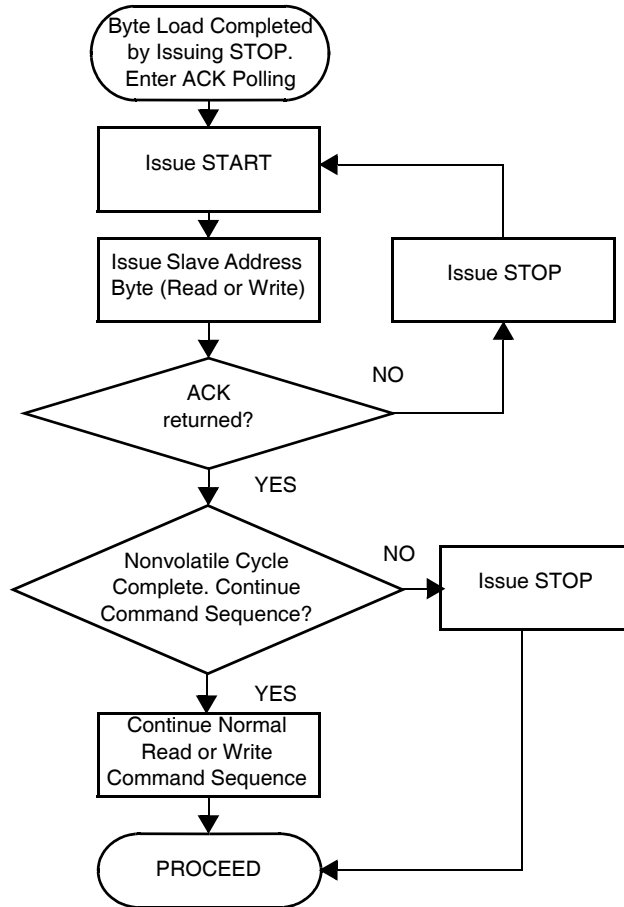 Byte Load Completed
by Issuing STOP.
Enter ACK Polling
Issue START
Issue Slave Address
Byte (Read or Write)
Issue STOP
ACK
returned?
NO
YES
Nonvolatile Cycle
Complete. Continue
Command Sequence?
NO
Issue STOP
YES
Continue Normal
Read or Write
Command Sequence
PROCEED